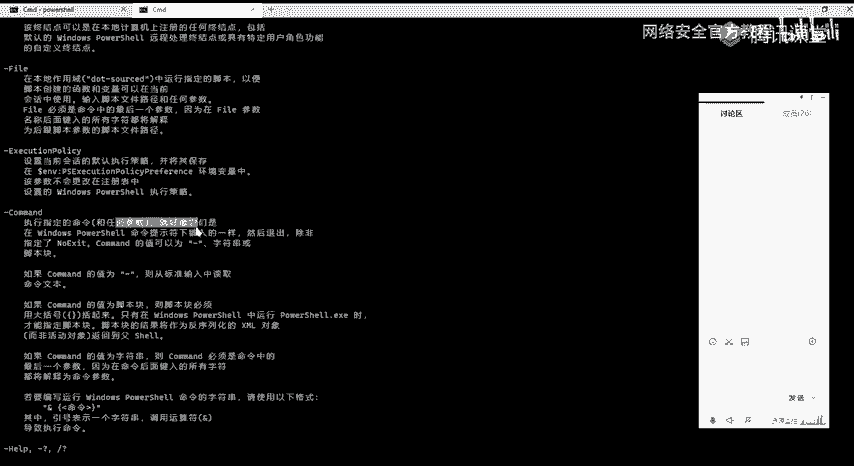 Cmd - powershell
Cmd
网络安全官方教程
腾讯课堂
该终结点可以是在本地计算机上注册的任何终结点，包括
默认的 Windows PowerShell 远程处理终结点或具有特定用户角色功能
的自定义终结点。
-File
在本地作用域("dot-sourced")中运行指定的脚本，以便
脚本创建的函数和变量可以在当前
会话中使用。输入脚本文件路径和任何参数。
File 必须是命令中的最后一个参数，因为在 File 参数
名称后面键入的所有字符都将解释
为后跟脚本参数的脚本文件路径。
-ExecutionPolicy
设置当前会话的默认执行策略，并将其保存
在 $env:PSExecutionPolicyPreference 环境变量中。
该参数不会更改在注册表中
设置的 Windows PowerShell 执行策略。
-Command
执行指定的命令(和任们是
在 Windows PowerShell 命令提示符下键入的一样，然后退出，除非
指定了 NoExit。Command 的值可以为 "-"、字符串或
脚本块。
如果 Command 的值为 "-"，则从标准输入中读取
命令文本。
如果 Command 的值为脚本块，则脚本块必须
用大括号({})括起来。只有在 Windows PowerShell 中运行 PowerShell.exe 时，
才能指定脚本块。脚本块的结果将作为反序列化的 XML 对象
(而非活动对象)返回到父 Shell。
如果 Command 的值为字符串，则 Command 必须是命令中的
最后一个参数，因为在命令后面键入的所有字符
都将解释为命令参数。
若要编写运行 Windows PowerShell 命令的字符串，请使用以下格式：
"& {<命令>}"
其中，引号表示一个字符串，调用运算符(&)
导致执行命令。
-Help, -?, /?
讨论区
发送